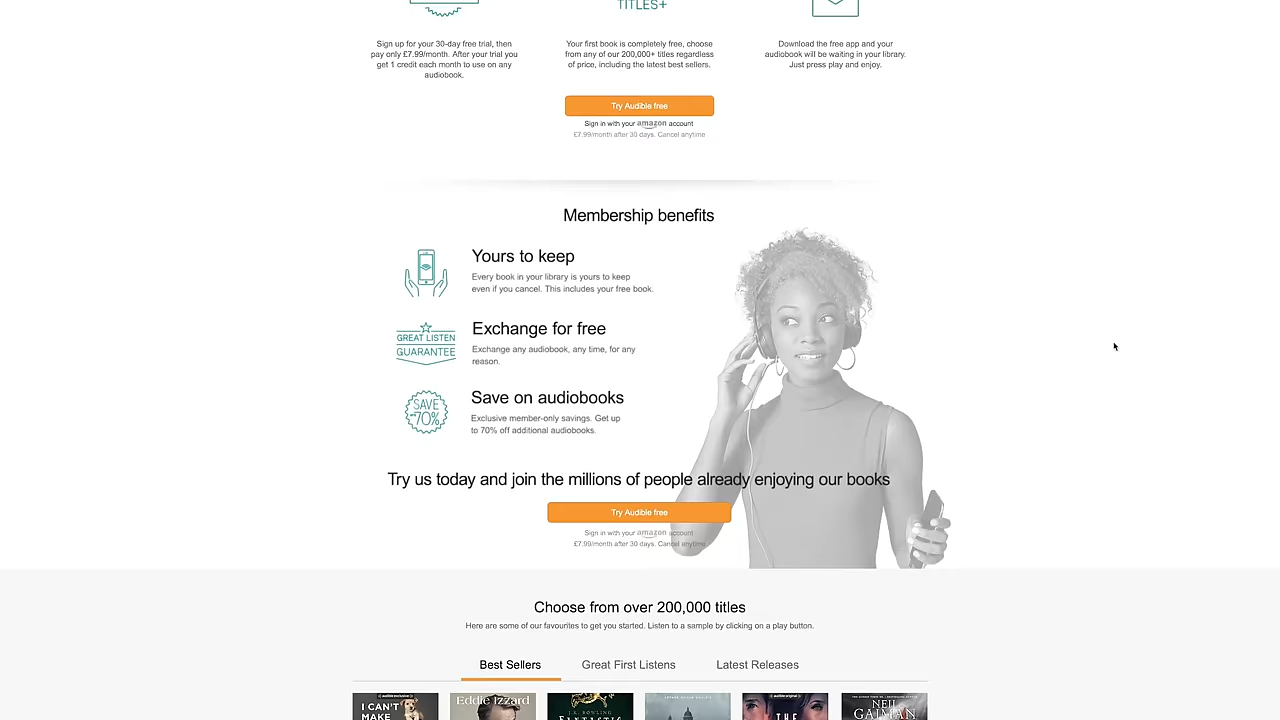 TITLES+
Sign up for your 30-day free trial, then
pay only £7.99/month. After your trial you
get 1 credit each month to use on any
audiobook.
Your first book is completely free, choose
from any of our 200,000+ titles regardless
of price, including the latest best sellers.
Download the free app and your
audiobook will be waiting in your library.
Just press play and enjoy.
Try Audible free
Sign in with your amazon account
£7.99/month after 30 days. Cancel anytime
Membership benefits
Yours to keep
Every book in your library is yours to keep
even if you cancel. This includes your free book.
GREAT LISTEN
GUARANTEE
Exchange for free
Exchange any audiobook, any time, for any
reason.
SAVE
70%
Save on audiobooks
Exclusive member-only savings. Get up
to 70% off additional audiobooks.
Try us today and join the millions of people already enjoying our books
Try Audible free
Sign in with your amazon account
£7.99/month after 30 days. Cancel anytime
Choose from over 200,000 titles
Here are some of our favourites to get you started. Listen to a sample by clicking on a play button.
Best Sellers
Great First Listens
Latest Releases
audible exclusive
I CAN'T
MAKE
Eddie Izzard
J.K. ROWLING
FANTASTIC
audible original
THE
NEIL
GAIMAN